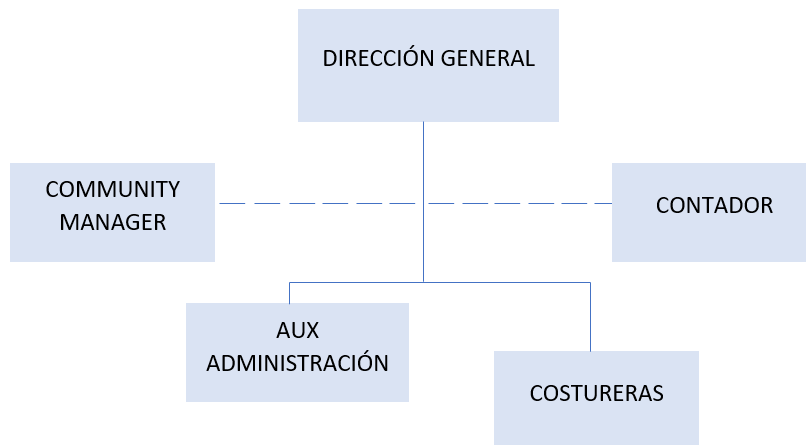 DIRECCIÓN GENERAL
COMMUNITY
MANAGER
CONTADOR
AUX
ADMINISTRACIÓN
COSTURERAS